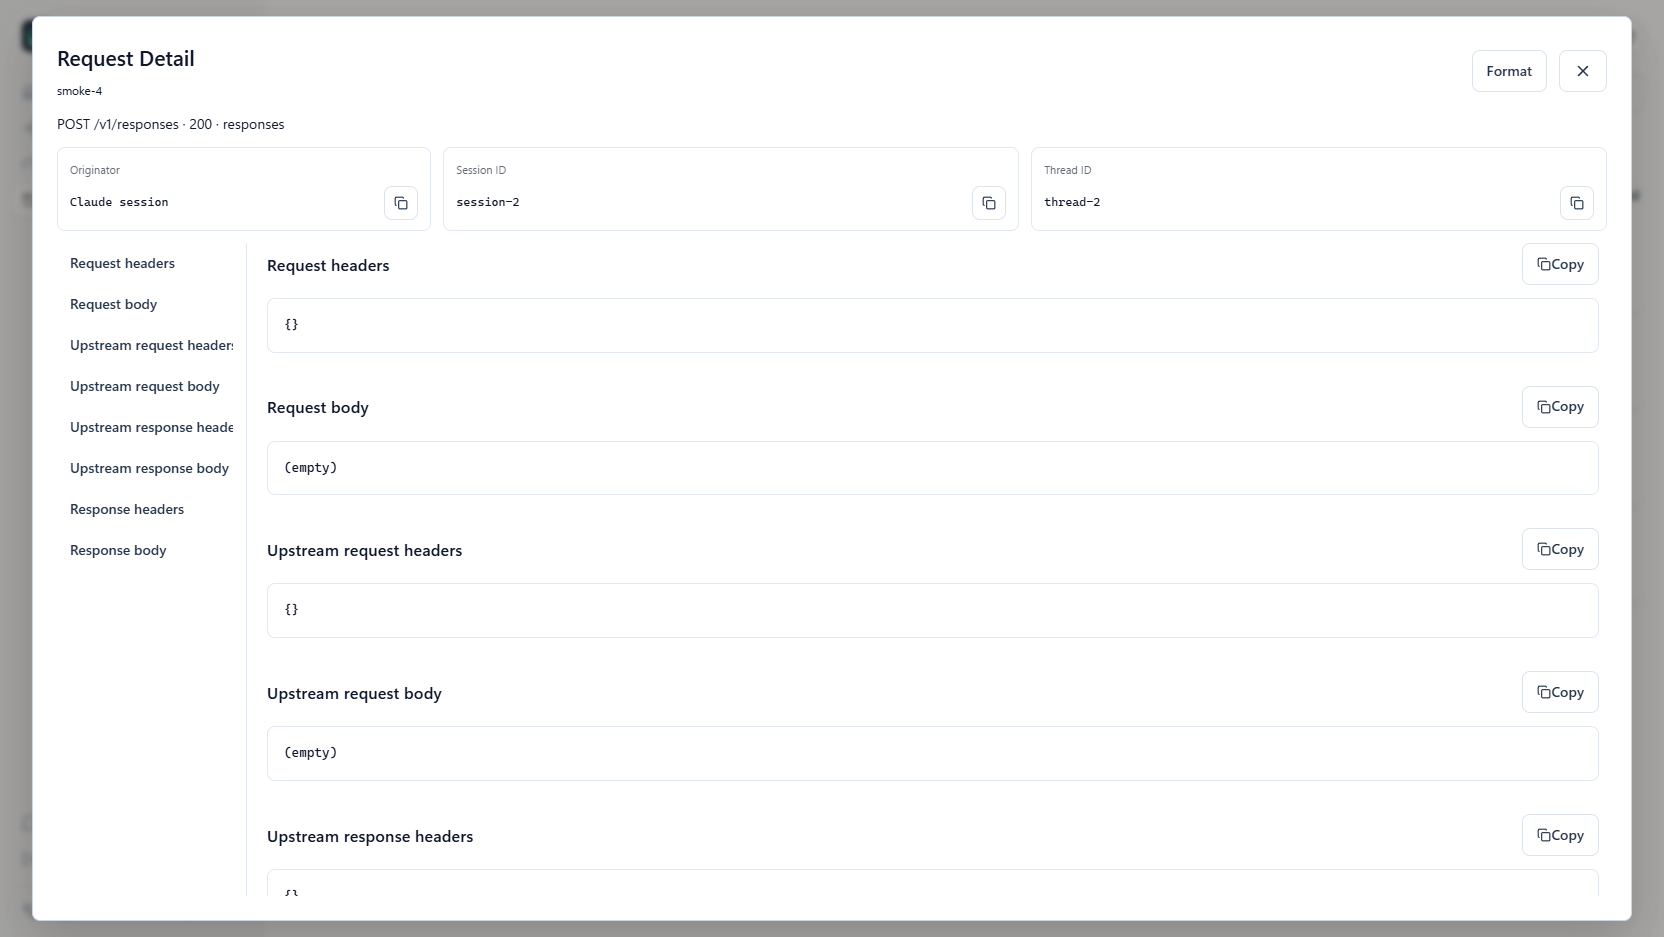 Request Detail
smoke-4
POST /v1/responses · 200 · responses
Format
Originator
Claude session
Session ID
session-2
Thread ID
thread-2
Request headers
Request body
Upstream request headers
Upstream request body
Upstream response heade
Upstream response body
Response headers
Response body
Request headers
Copy
{}
Request body
Copy
(empty)
Upstream request headers
Copy
{}
Upstream request body
Copy
(empty)
Upstream response headers
Copy
{}